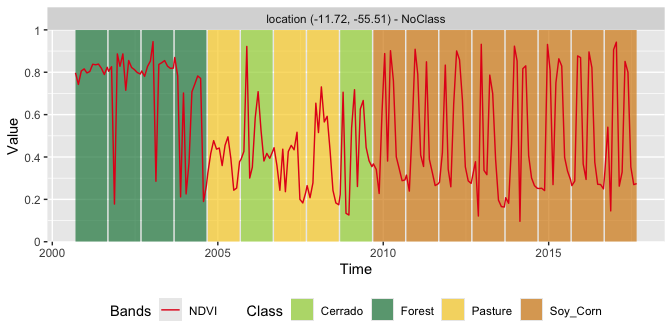 location (-11.72, -55.51) - NoClass
1
0.8
0.6
0.4
0.2
0
Value
2000 2005 2010 2015
Time
Bands NDVI Class Cerrado Forest Pasture Soy_Corn